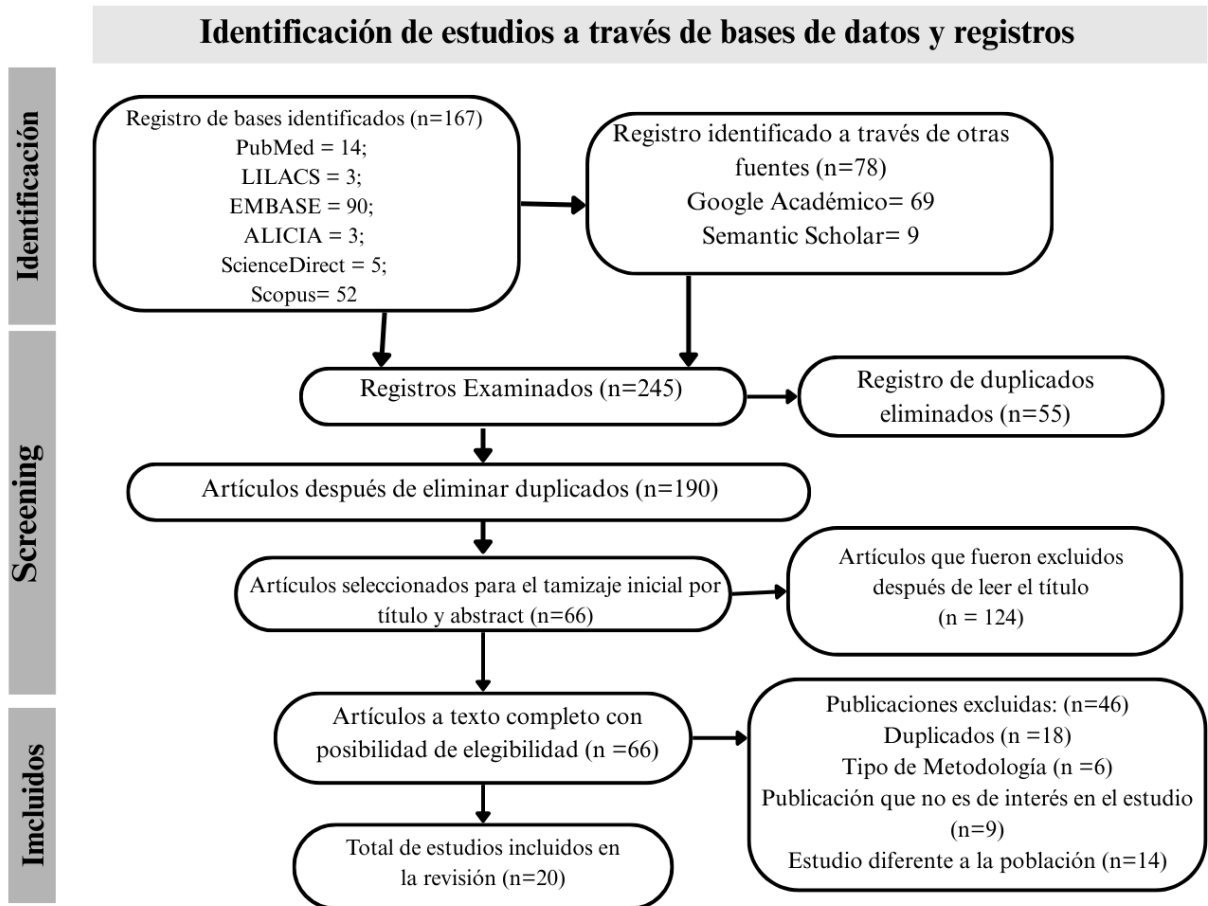 Identificación de estudios a través de bases de datos y registros
Identificación
Registro de bases identificados (n=167)
PubMed = 14;
LILACS = 3;
EMBASE = 90;
ALICIA = 3;
ScienceDirect = 5;
Scopus= 52
Registro identificado a través de otras
fuentes (n=78)
Google Académico= 69
Semantic Scholar= 9
Screening
Registros Examinados (n=245)
Registro de duplicados
eliminados (n=55)
Artículos después de eliminar duplicados (n=190)
Artículos seleccionados para el tamizaje inicial por
título y abstract (n=66)
Artículos que fueron excluidos
después de leer el título
(n = 124)
Imcluidos
Artículos a texto completo con
posibilidad de elegibilidad (n =66)
Publicaciones excluidas: (n=46)
Duplicados (n =18)
Tipo de Metodología (n =6)
Publicación que no es de interés en el estudio
(n=9)
Estudio diferente a la población (n=14)
Total de estudios incluidos en
la revisión (n=20)